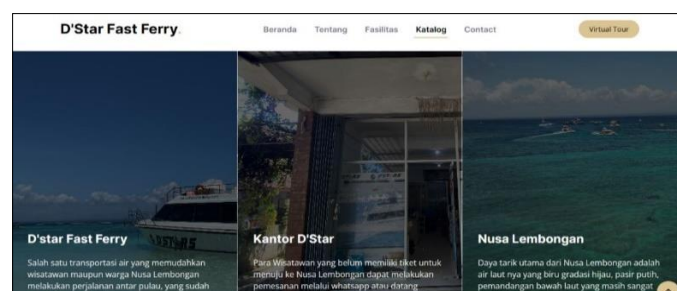 D'Star Fast Ferry.
Beranda Tentang Fasilitas Katalog Contact
Virtual Tour
D'star Fast Ferry
Salah satu transportasi air yang memudahkan
wisatawan maupun warga Nusa Lembongan
melakukan perjalanan antar pulau, yang sudah
Kantor D'Star
Para Wisatawan yang belum memiliki tiket untuk
menuju ke Nusa Lembongan dapat melakukan
pemesanan melalui whatsapp atau datang
Nusa Lembongan
Daya tarik utama dari Nusa Lembongan adalah
air laut nya yang biru gradasi hijau, pasir putih,
pemandangan bawah laut yang masih sangat